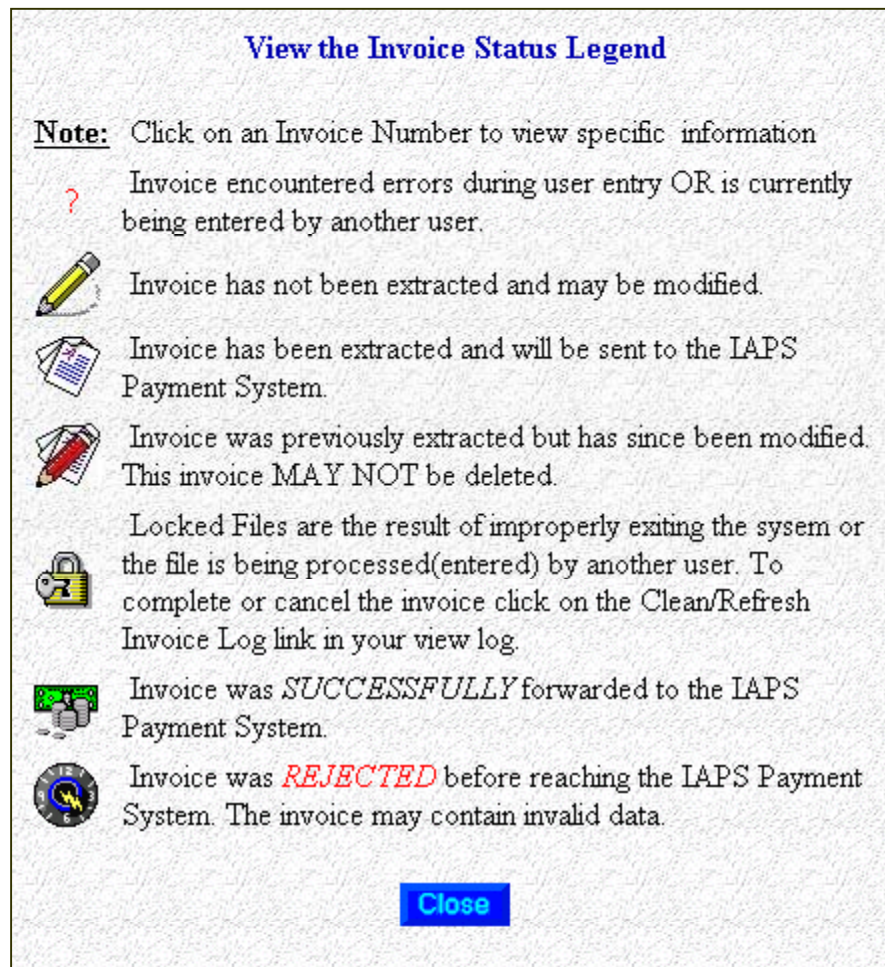 View the Invoice Status Legend
Note: Click on an Invoice Number to view specific information
? Invoice encountered errors during user entry OR is currently
being entered by another user.
Invoice has not been extracted and may be modified.
Invoice has been extracted and will be sent to the IAPS
Payment System.
Invoice was previously extracted but has since been modified.
This invoice MAY NOT be deleted.
Locked Files are the result of improperly exiting the sysem or
the file is being processed(entered) by another user. To
complete or cancel the invoice click on the Clean/Refresh
Invoice Log link in your view log.
Invoice was SUCCESSFULLY forwarded to the IAPS
Payment System.
Invoice was REJECTED before reaching the IAPS Payment
System. The invoice may contain invalid data.
Close